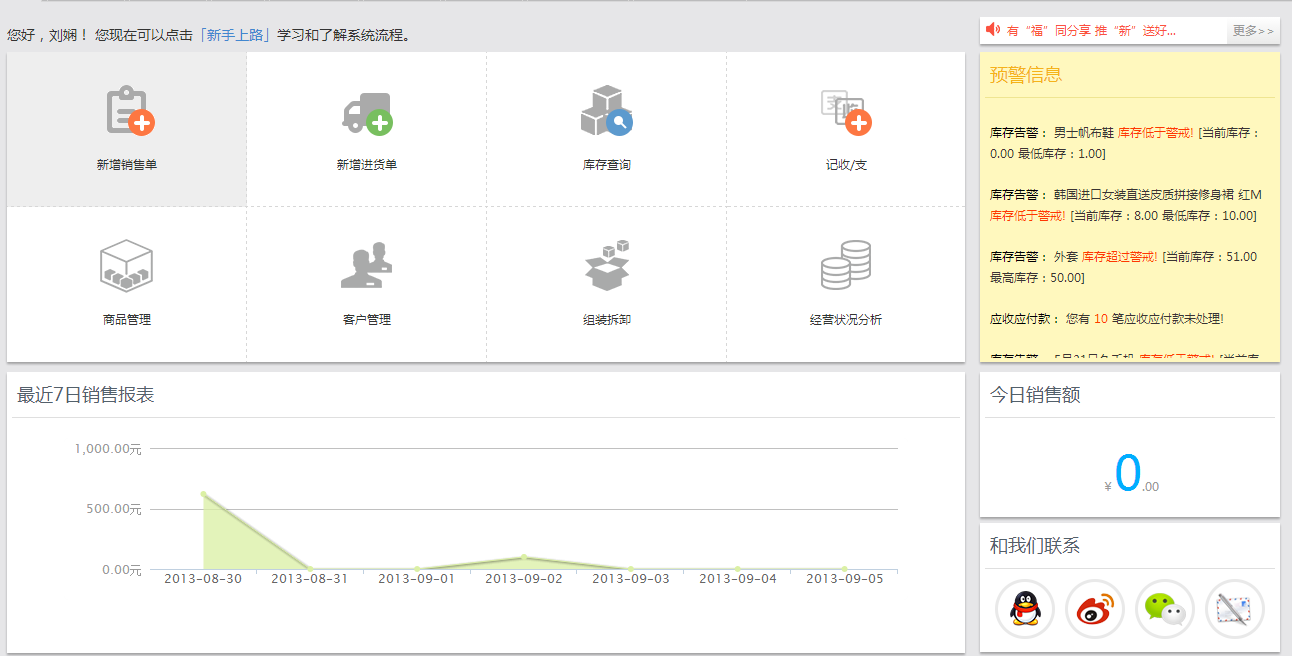 您好，刘娴！ 您现在可以点击「新手上路」学习和了解系统流程。
新增销售单
新增进货单
库存查询
记收/支
商品管理
客户管理
组装拆卸
经营状况分析
有“福”同分享 推“新”送好...
更多>>
预警信息
库存告警： 男士帆布鞋 库存低于警戒! [当前库存：
0.00 最低库存：1.00]
库存告警： 韩国进口女装直送皮质拼接修身裙 红M
库存低于警戒! [当前库存：8.00 最低库存：10.00]
库存告警： 外套 库存超过警戒! [当前库存：51.00
最高库存：50.00]
应收应付款： 您有 10 笔应收应付款未处理!
最近7日销售报表
1,000.00元
500.00元
0.00元
2013-08-30
2013-08-31
2013-09-01
2013-09-02
2013-09-03
2013-09-04
2013-09-05
今日销售额
¥ 0.00
和我们联系